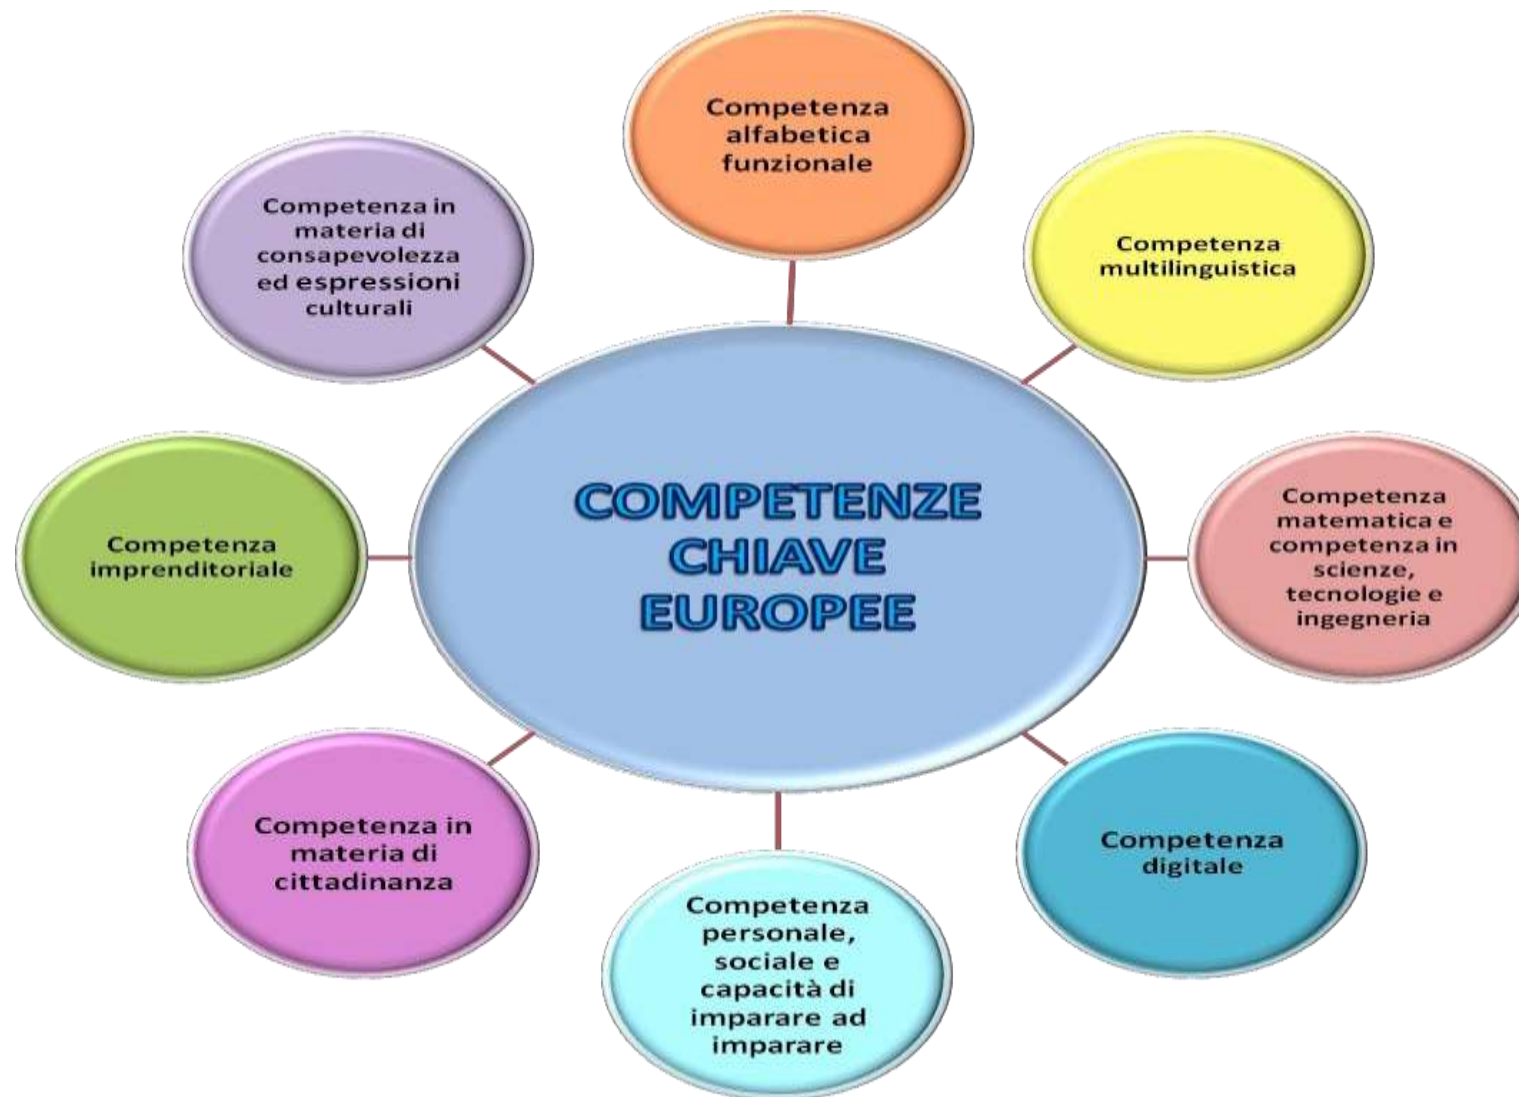 Competenza
alfabetica
funzionale
Competenza
multilinguistica
Competenza
matematica e
competenza in
scienze,
tecnologie e
ingegneria
Competenza
digitale
Competenza
personale,
sociale e
capacità di
imparare ad
imparare
Competenza in
materia di
cittadinanza
Competenza
imprenditoriale
Competenza in
materia di
consapevolezza
ed espressioni
culturali
COMPETENZE
CHIAVE
EUROPEE